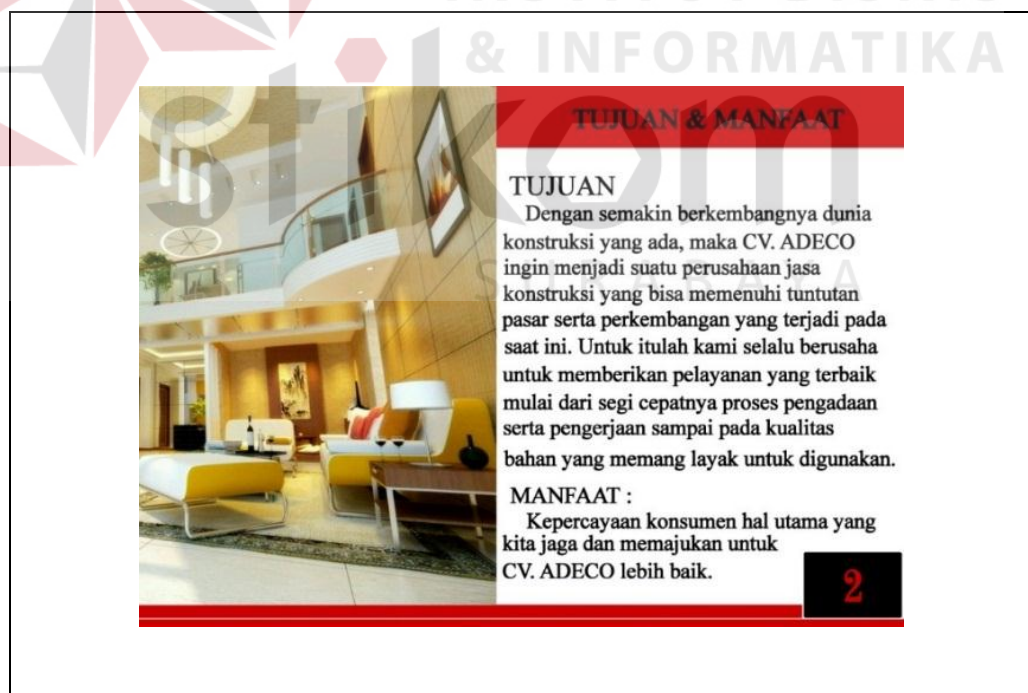 & INFORMATIKA
stikom
SURABAYA
TUJUAN & MANFAAT
TUJUAN
Dengan semakin berkembangnya dunia
konstruksi yang ada, maka CV. ADECO
ingin menjadi suatu perusahaan jasa
konstruksi yang bisa memenuhi tuntutan
pasar serta perkembangan yang terjadi pada
saat ini. Untuk itulah kami selalu berusaha
untuk memberikan pelayanan yang terbaik
mulai dari segi cepatnya proses pengadaan
serta pengerjaan sampai pada kualitas
bahan yang memang layak untuk digunakan.
MANFAAT :
Kepercayaan konsumen hal utama yang
kita jaga dan memajukan untuk
CV. ADECO lebih baik.
2